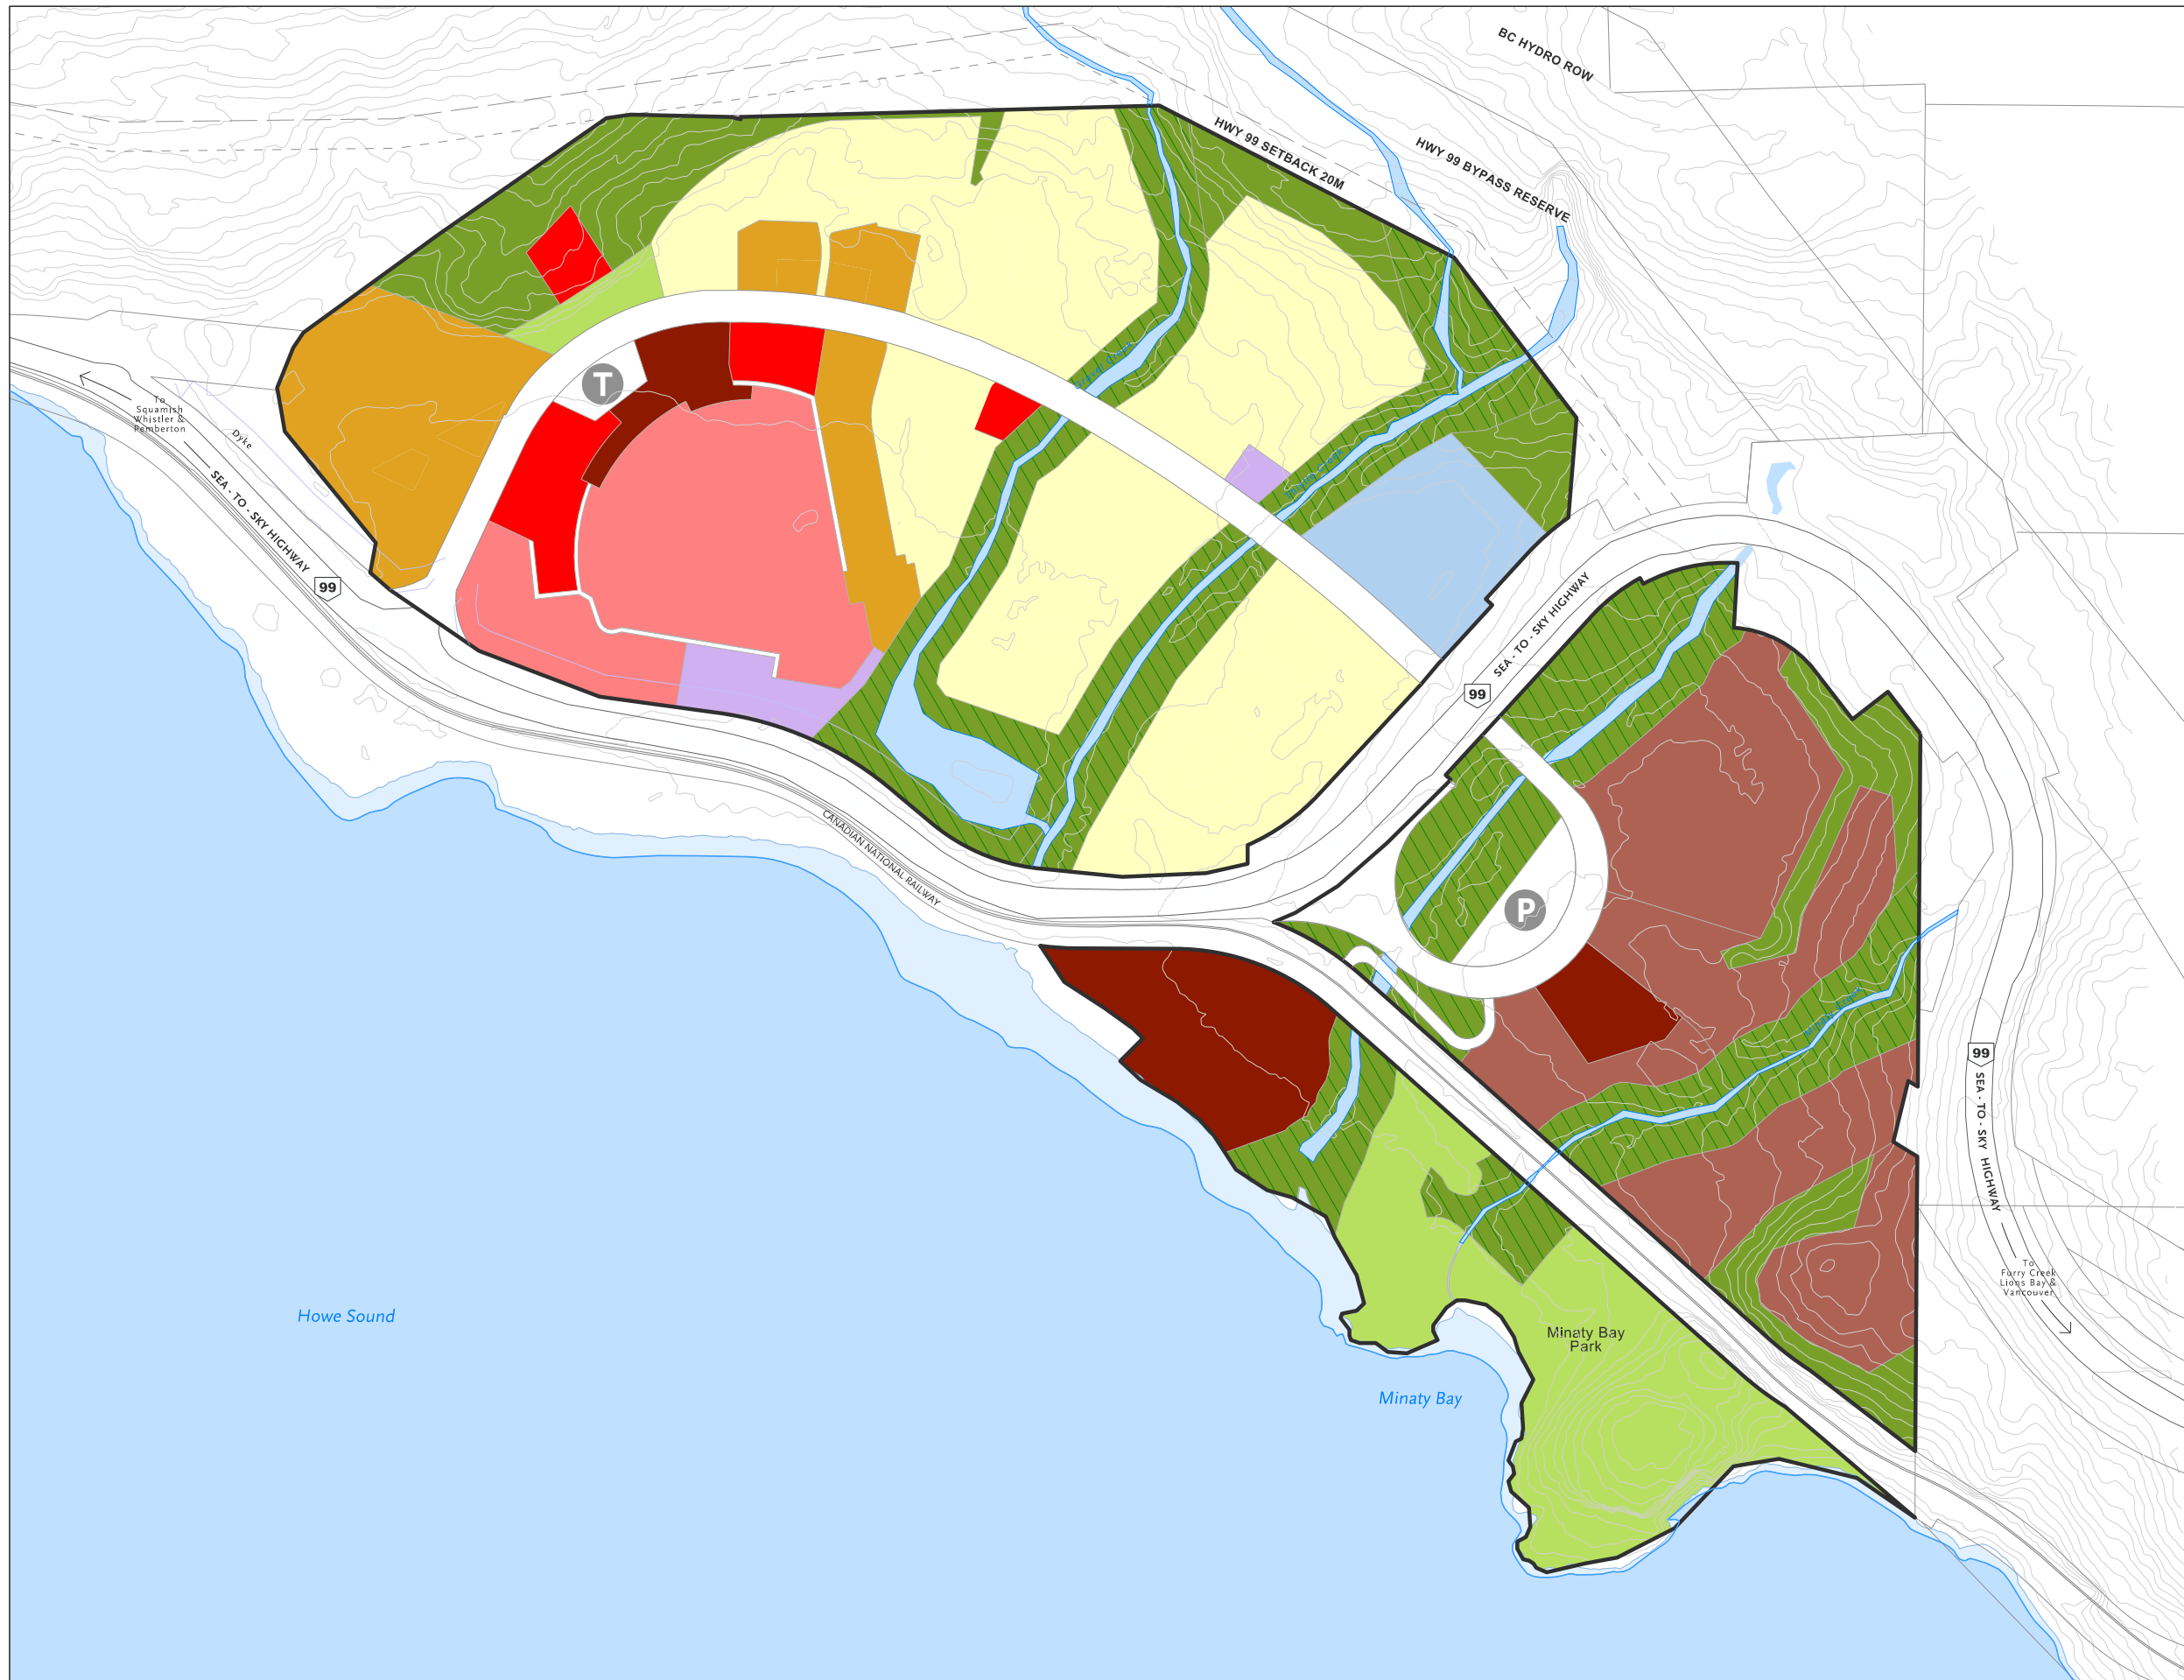 BC HYDRO ROW
HWY 99 SETBACK 20M
HWY 99 BYPASS RESERVE
To
Squamish
Whistler &
Pemberton
Dyke
SEA - TO - SKY HIGHWAY
99
T
SEA - TO - SKY HIGHWAY
99
CANADIAN NATIONAL RAILWAY
P
Minaty Creek
99
SEA - TO - SKY HIGHWAY
To
Furry Creek
Lions Bay &
Vancouver
Howe Sound
Minaty Bay
Park
Minaty Bay